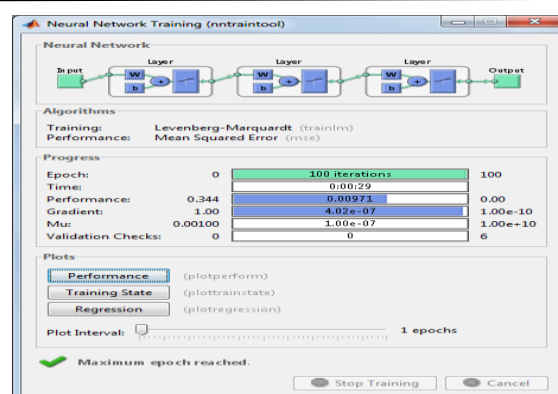 Neural Network Training (nntraintool)
Neural Network
Layer Layer Layer
Input Output
W W W
b b b
+ + +
Algorithms
Training: Levenberg-Marquardt (trainlm)
Performance: Mean Squared Error (mse)
Progress
Epoch: 0 100 iterations 100
Time: 0:00:29
Performance: 0.344 0.00971 0.00
Gradient: 1.00 4.02e-07 1.00e-10
Mu: 0.00100 1.00e-07 1.00e+10
Validation Checks: 0 0 6
Plots
Performance (plotperform)
Training State (plottrainstate)
Regression (plotregression)
Plot Interval: 1 epochs
Maximum epoch reached.
Stop Training Cancel